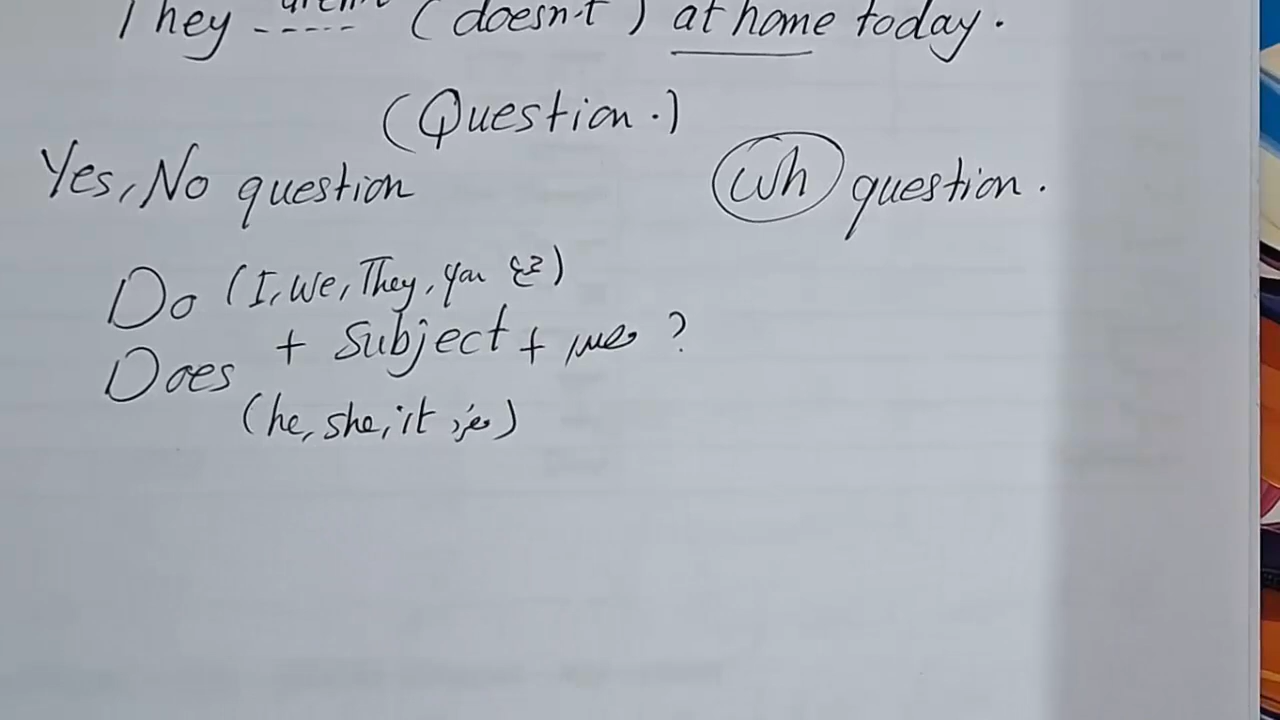 They ----- (doesn't) at home today.
(Question.)
Yes, No question
Wh question.
Do (I, We, They, you جمع)
+ Subject + مصدر ?
Does
(he, she, it مفرد)